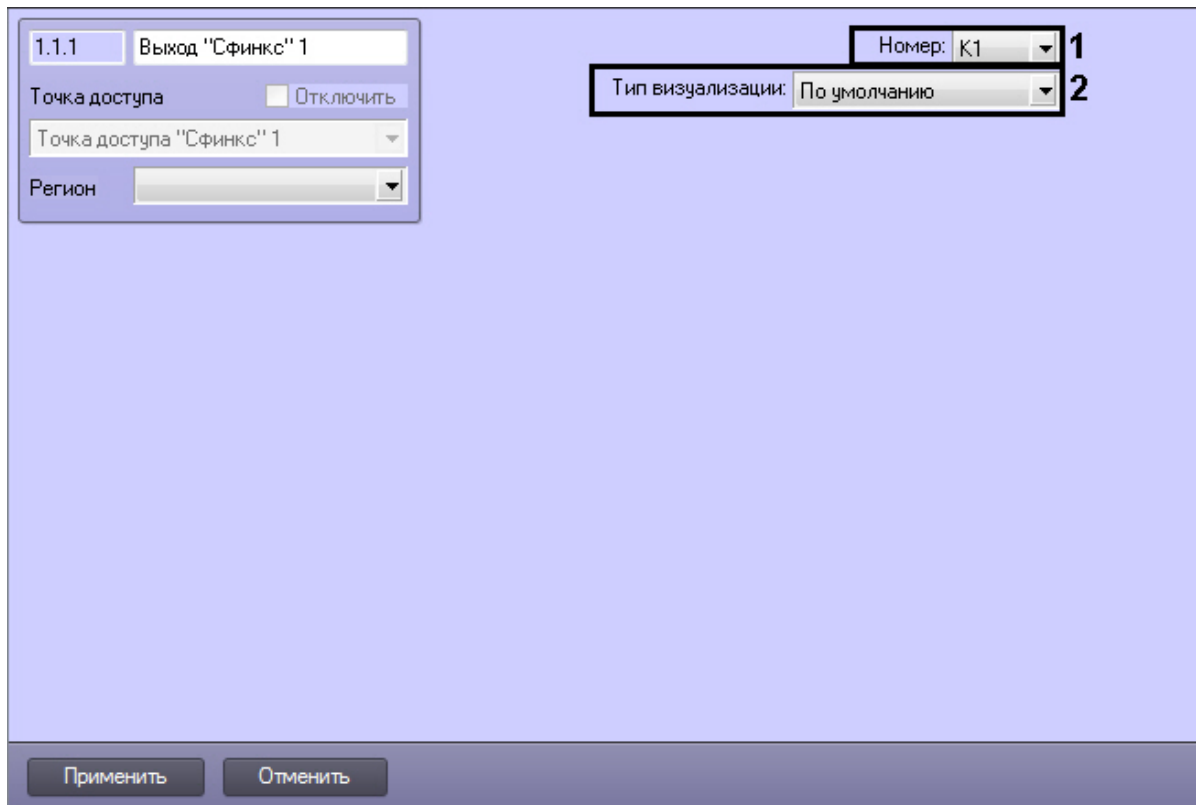 1.1.1 Выход "Сфинкс" 1
Точка доступа Отключить
Точка доступа "Сфинкс" 1
Регион
Номер: К1 1
Тип визуализации: По умолчанию 2
Применить Отменить